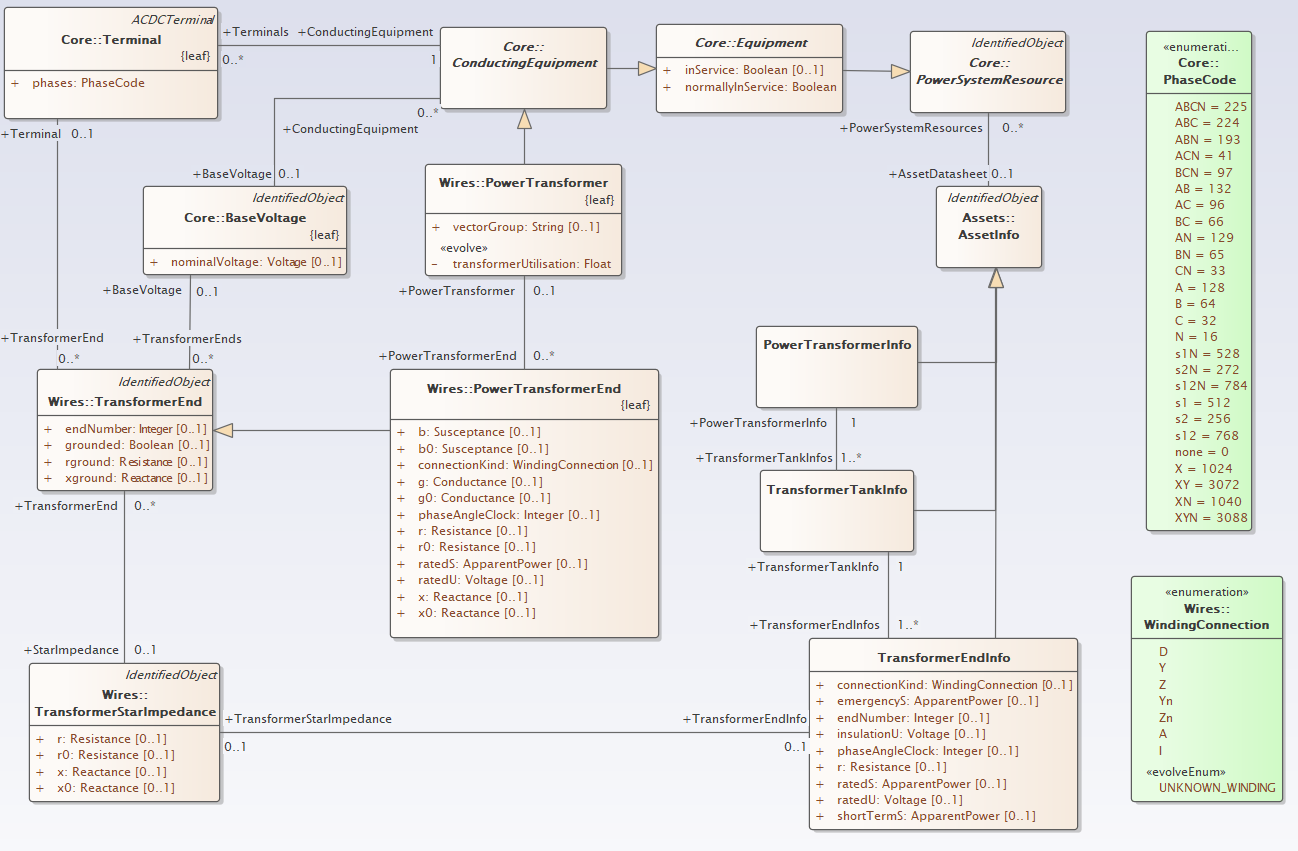 ACDCTerminal
Core::Terminal
{leaf}
+ phases: PhaseCode
+Terminals +ConductingEquipment
0..* 1
Core::
ConductingEquipment
Core::Equipment
+ inService: Boolean [0..1]
+ normallyInService: Boolean
IdentifiedObject
Core::
PowerSystemResource
«enumerati...
Core::
PhaseCode
ABCN = 225
ABC = 224
ABN = 193
ACN = 41
BCN = 97
AB = 132
AC = 96
BC = 66
AN = 129
BN = 65
CN = 33
A = 128
B = 64
C = 32
N = 16
s1N = 528
s2N = 272
s12N = 784
s1 = 512
s2 = 256
s12 = 768
none = 0
X = 1024
XY = 3072
XN = 1040
XYN = 3088
+Terminal 0..1
0..*
+ConductingEquipment
+PowerSystemResources 0..*
+BaseVoltage 0..1
+AssetDatasheet 0..1
IdentifiedObject
Core::BaseVoltage
{leaf}
+ nominalVoltage: Voltage [0..1]
Wires::PowerTransformer
{leaf}
+ vectorGroup: String [0..1]
«evolve»
- transformerUtilisation: Float
IdentifiedObject
Assets::
AssetInfo
+BaseVoltage 0..1
+PowerTransformer 0..1
+TransformerEnd
0..*
+TransformerEnds
0..*
+PowerTransformerEnd 0..*
PowerTransformerInfo
IdentifiedObject
Wires::TransformerEnd
+ endNumber: Integer [0..1]
+ grounded: Boolean [0..1]
+ rground: Resistance [0..1]
+ xground: Reactance [0..1]
Wires::PowerTransformerEnd
{leaf}
+ b: Susceptance [0..1]
+ b0: Susceptance [0..1]
+ connectionKind: WindingConnection [0..1]
+ g: Conductance [0..1]
+ g0: Conductance [0..1]
+ phaseAngleClock: Integer [0..1]
+ r: Resistance [0..1]
+ r0: Resistance [0..1]
+ ratedS: ApparentPower [0..1]
+ ratedU: Voltage [0..1]
+ x: Reactance [0..1]
+ x0: Reactance [0..1]
+PowerTransformerInfo 1
+TransformerTankInfos 1..*
TransformerTankInfo
+TransformerTankInfo 1
+TransformerEndInfos 1..*
«enumeration»
Wires::
WindingConnection
D
Y
Z
Yn
Zn
A
I
«evolveEnum»
UNKNOWN_WINDING
+TransformerEnd 0..*
+StarImpedance 0..1
IdentifiedObject
Wires::
TransformerStarImpedance
+ r: Resistance [0..1]
+ r0: Resistance [0..1]
+ x: Reactance [0..1]
+ x0: Reactance [0..1]
+TransformerStarImpedance +TransformerEndInfo
0..1 0..1
TransformerEndInfo
+ connectionKind: WindingConnection [0..1]
+ emergencyS: ApparentPower [0..1]
+ endNumber: Integer [0..1]
+ insulationU: Voltage [0..1]
+ phaseAngleClock: Integer [0..1]
+ r: Resistance [0..1]
+ ratedS: ApparentPower [0..1]
+ ratedU: Voltage [0..1]
+ shortTermS: ApparentPower [0..1]